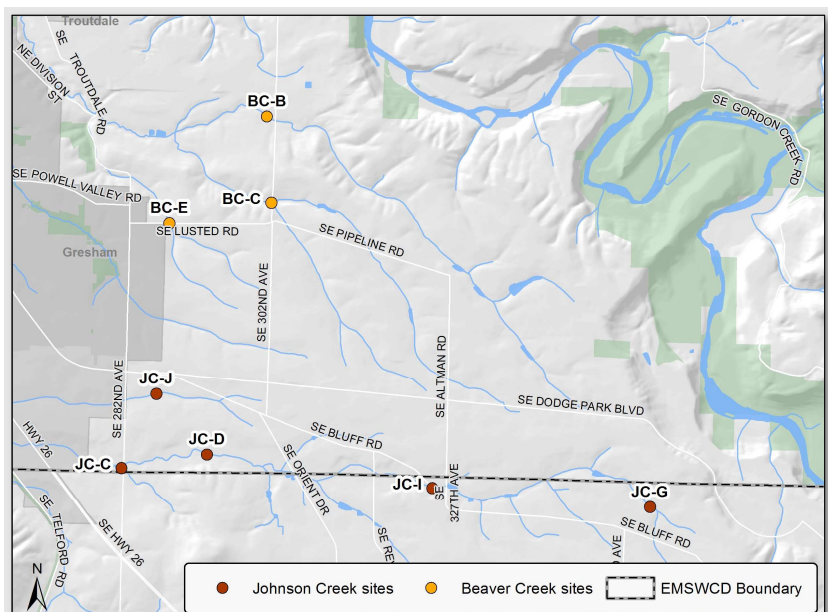 Troutdale
SE TROUTDALE RD
NE DIVISION ST
BC-B
SE GORDON CREEK RD
SE POWELL VALLEY RD
BC-E
BC-C
SE LUSTED RD
SE PIPELINE RD
Gresham
SE 302ND AVE
SE 282ND AVE
JC-J
SE ALTMAN RD
SE DODGE PARK BLVD
SE BLUFF RD
HWY 26
JC-C
JC-D
SE ORIENT DR
JC-I
SE 327TH AVE
JC-G
SE BLUFF RD
SE TELFORD RD
SE HWY 26
SE
D AVE
N
Johnson Creek sites
Beaver Creek sites
EMSWCD Boundary